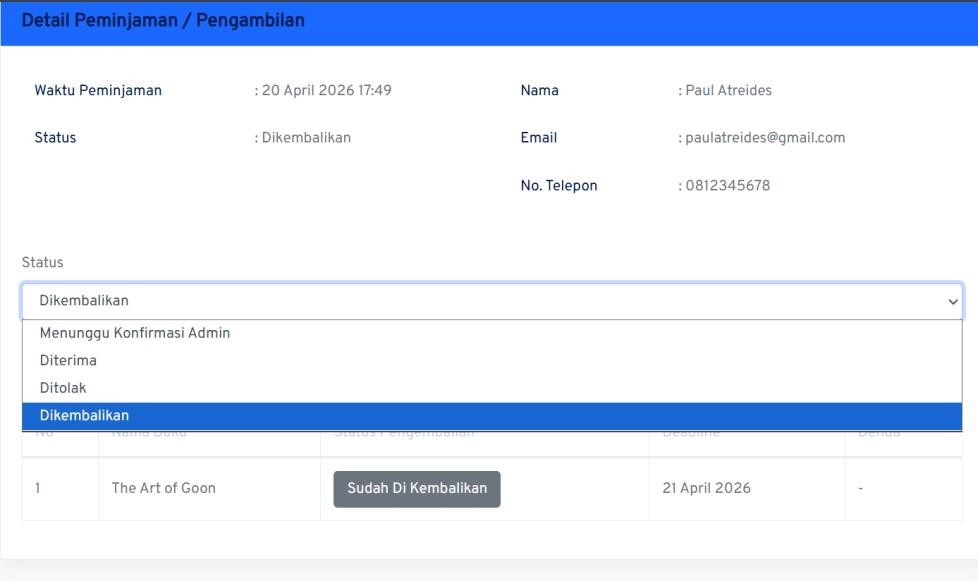 Detail Peminjaman / Pengambilan
Waktu Peminjaman : 20 April 2026 17:49 Nama : Paul Atreides
Status : Dikembalikan Email : paulatreides@gmail.com
No. Telepon : 0812345678
Status
Dikembalikan
Menunggu Konfirmasi Admin
Diterima
Ditolak
Dikembalikan
No Nama Buku Status Pengembalian Deadline Denda
1 The Art of Goon Sudah Di Kembalikan 21 April 2026 -